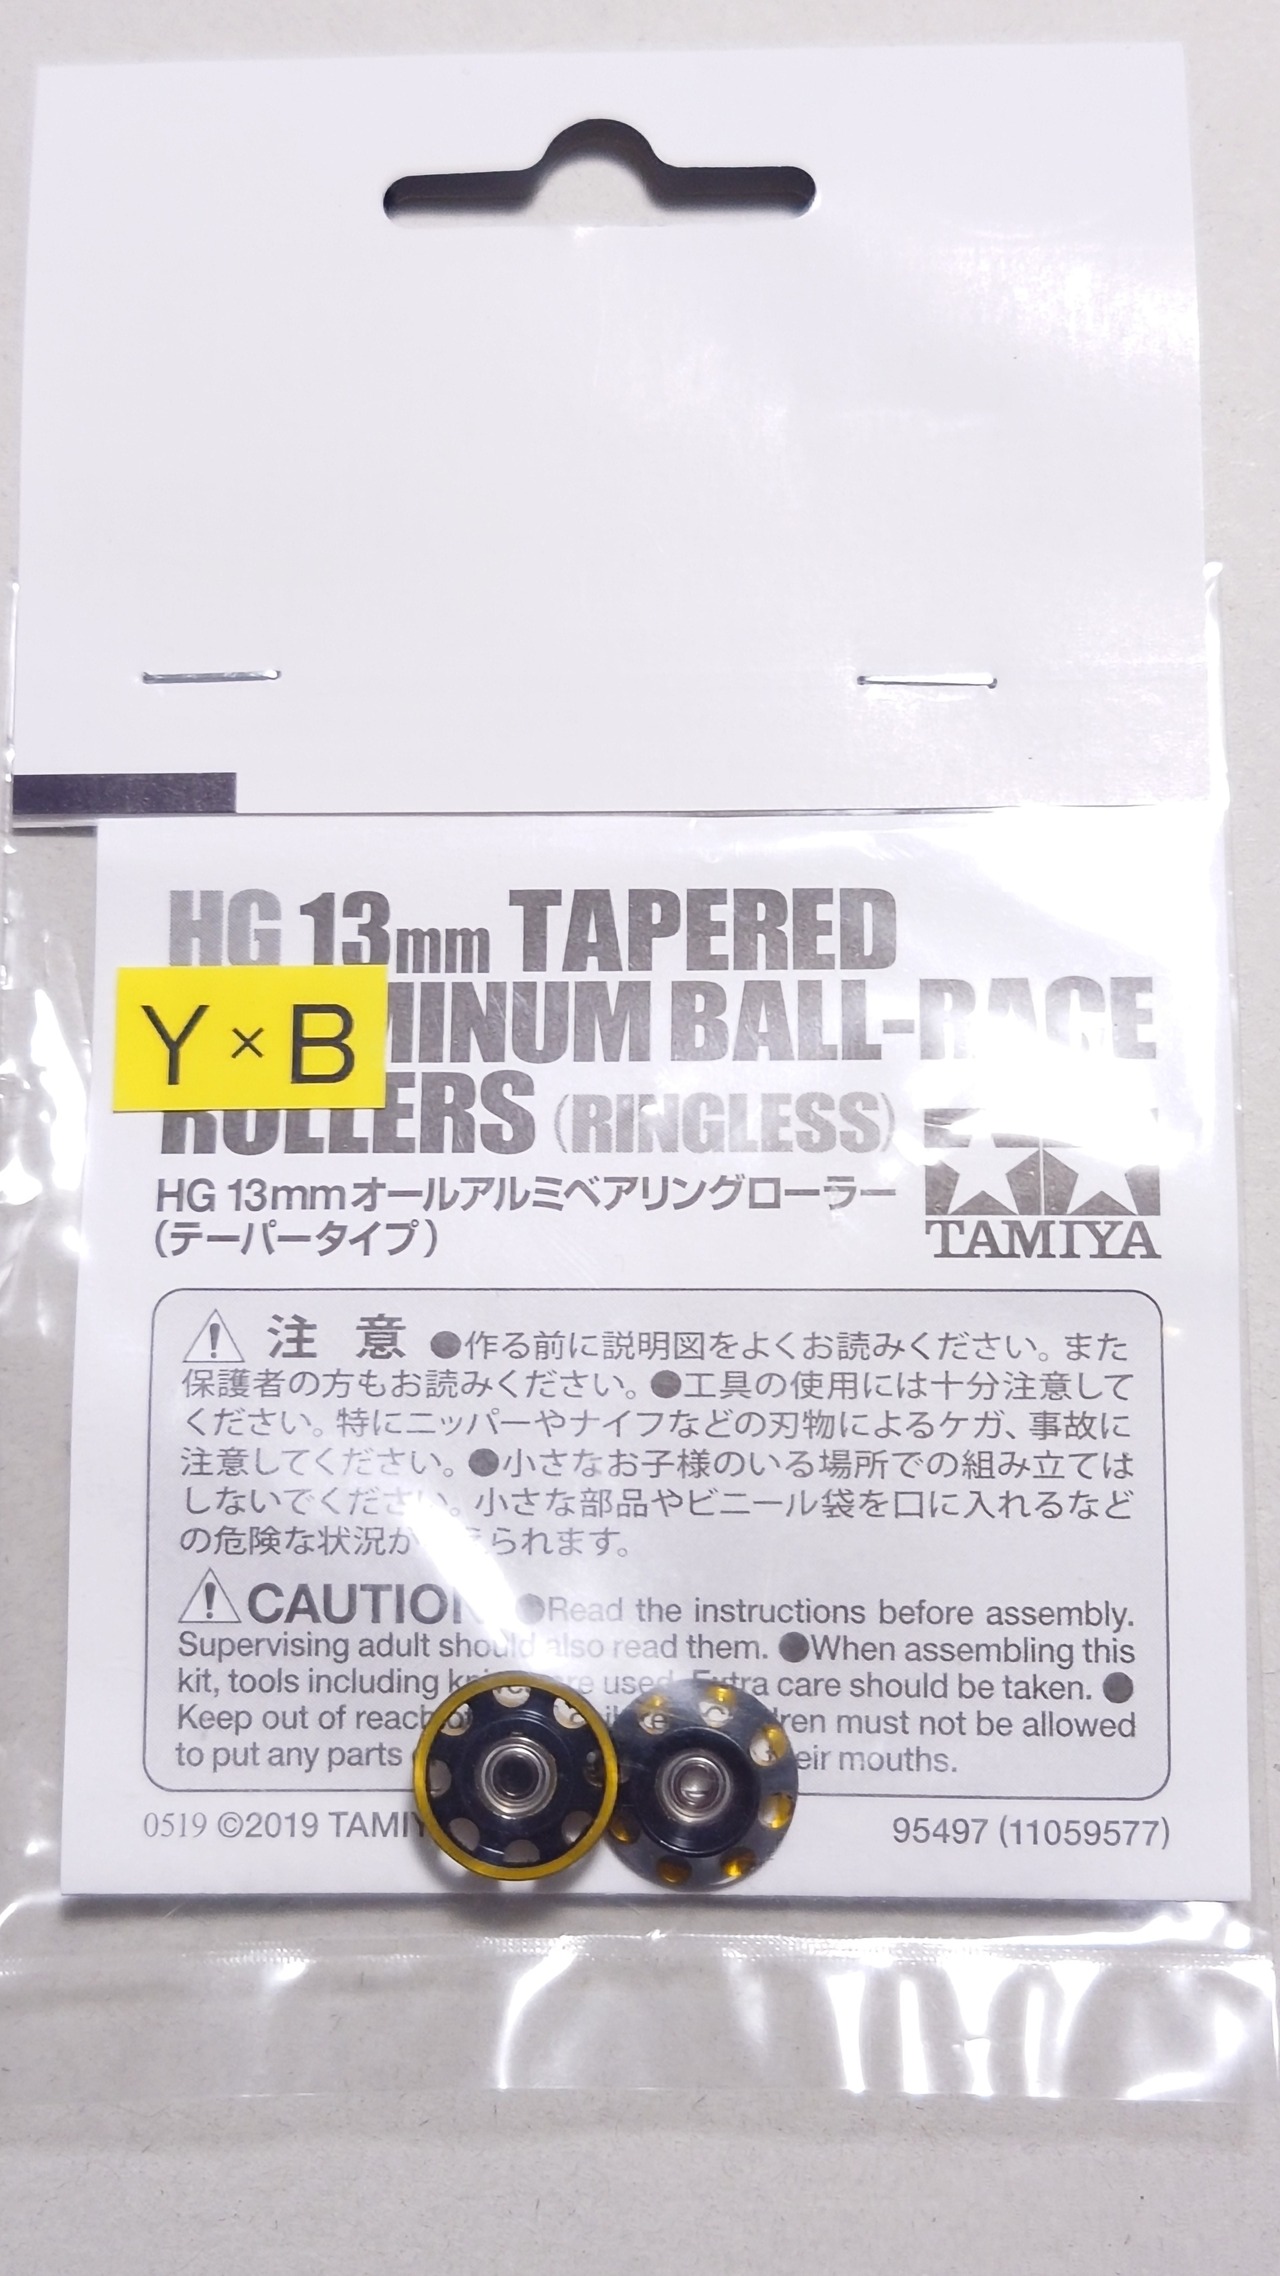 HG 13mm TAPERED
Y×B
BALL-RACE
(RINGLESS)
HG 13mmオールアルミベアリングローラー
(テーパータイプ)
TAMIYA
注 意 ●作る前に説明図をよくお読みください。また
保護者の方もお読みください。●工具の使用には十分注意して
ください。特にニッパーやナイフなどの刃物によるケガ、事故に
注意してください。●小さなお子様のいる場所での組み立ては
しないでください。小さな部品やビニール袋を口に入れるなど
の危険な状況が えられます。
CAUTION ●Read the instructions before assembly.
Supervising adult should also read them. ●When assembling this
kit, tools including are used. Extra care should be taken. ●
Keep out of reach must not be allowed
to put any parts mouths.
0519 ©2019
95497 (11059577)